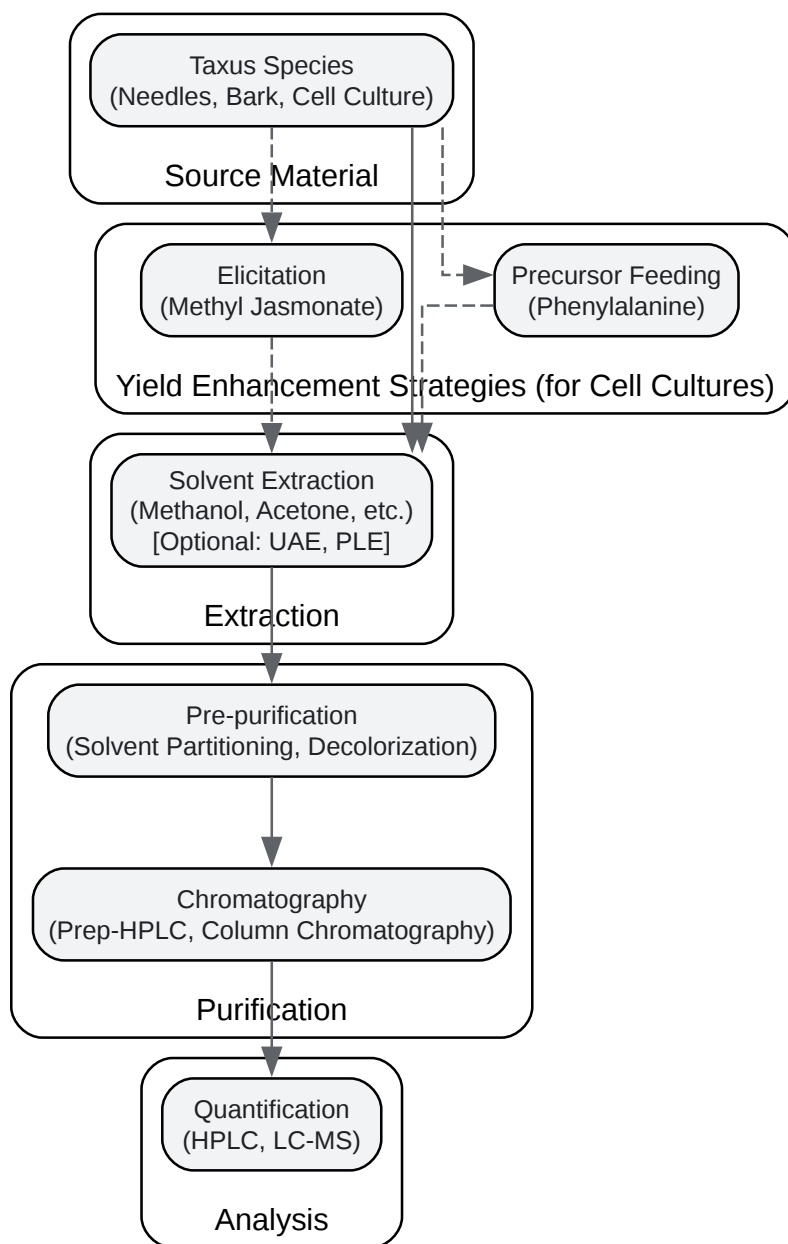 Taxus Species
(Needles, Bark, Cell Culture)
Source Material
Elicitation
(Methyl Jasmonate)
Precursor Feeding
(Phenylalanine)
Yield Enhancement Strategies (for Cell Cultures)
Solvent Extraction
(Methanol, Acetone, etc.)
[Optional: UAE, PLE]
Extraction
Pre-purification
(Solvent Partitioning, Decolorization)
Chromatography
(Prep-HPLC, Column Chromatography)
Purification
Quantification
(HPLC, LC-MS)
Analysis